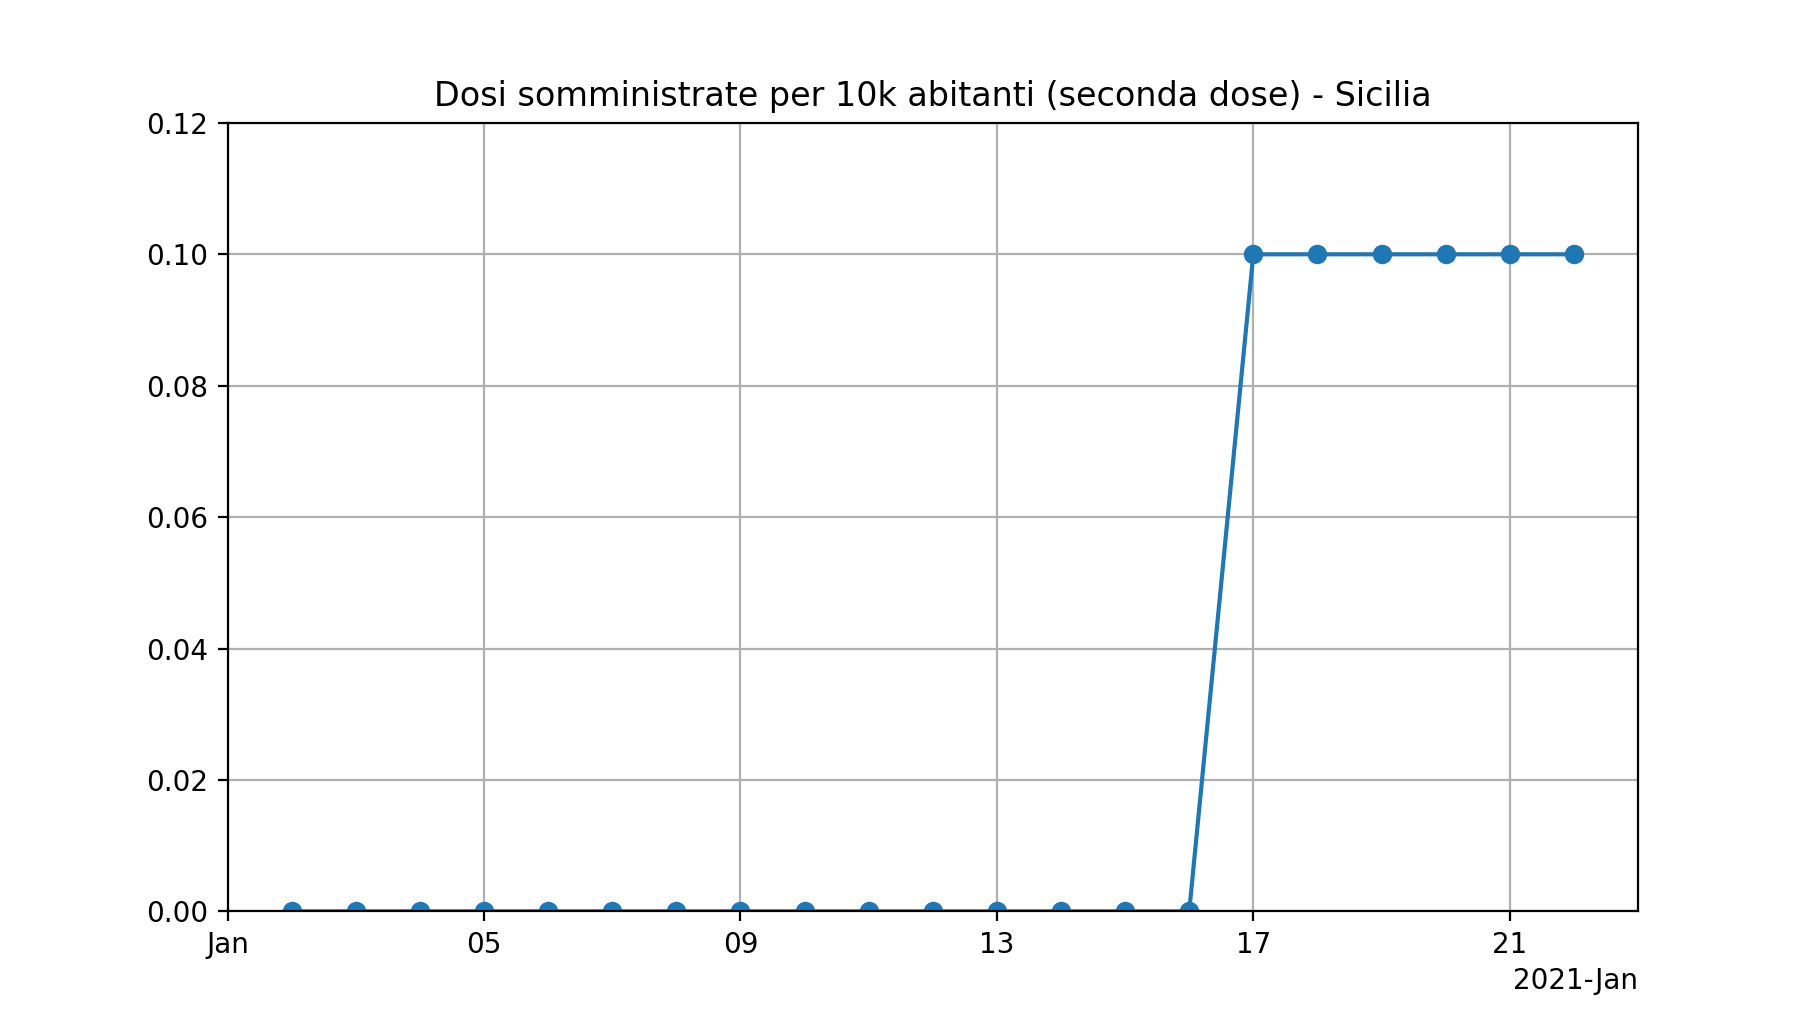 Dosi somministrate per 10k abitanti (seconda dose) - Sicilia
0.12
0.10
0.08
0.06
0.04
0.02
0.00
Jan 05 09 13 17 21
2021-Jan